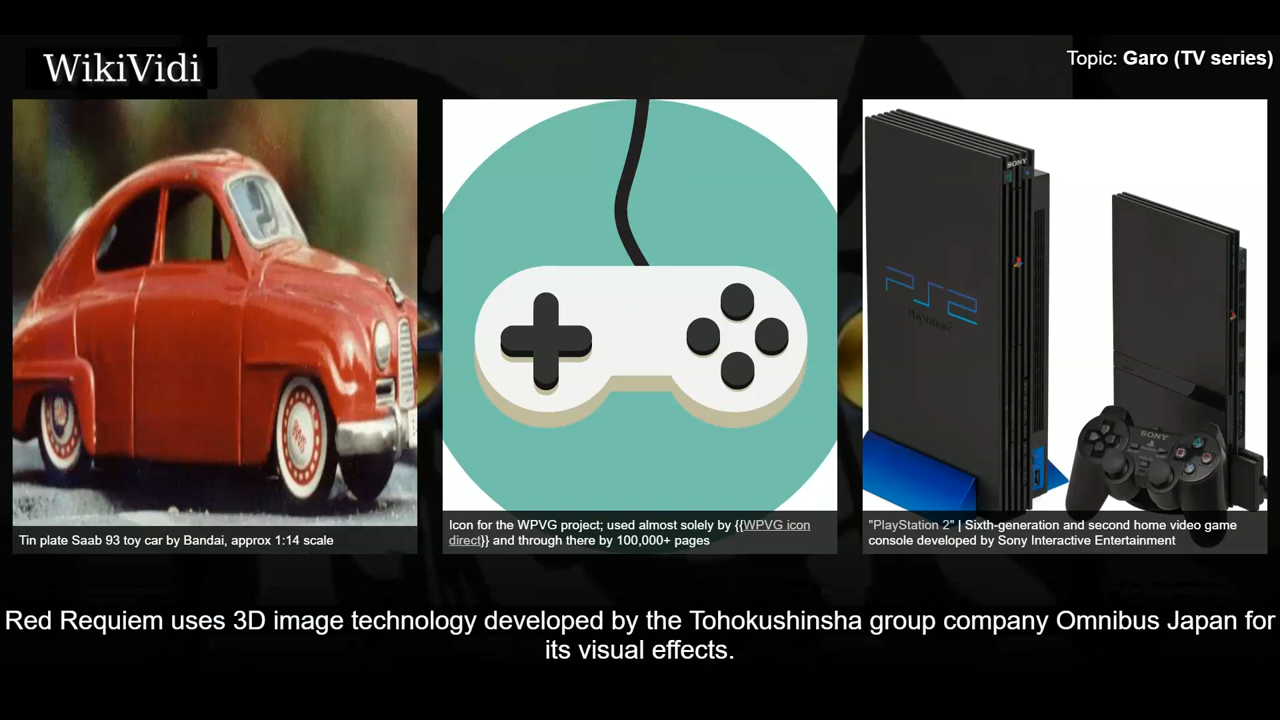 WikiVidi
Topic: Garo (TV series)
SONY
PS2
PlayStation 2
SONY
Tin plate Saab 93 toy car by Bandai, approx 1:14 scale
Icon for the WPVG project; used almost solely by {{WPVG icon
direct}} and through there by 100,000+ pages
"PlayStation 2" | Sixth-generation and second home video game
console developed by Sony Interactive Entertainment
Red Requiem uses 3D image technology developed by the Tohokushinsha group company Omnibus Japan for
its visual effects.